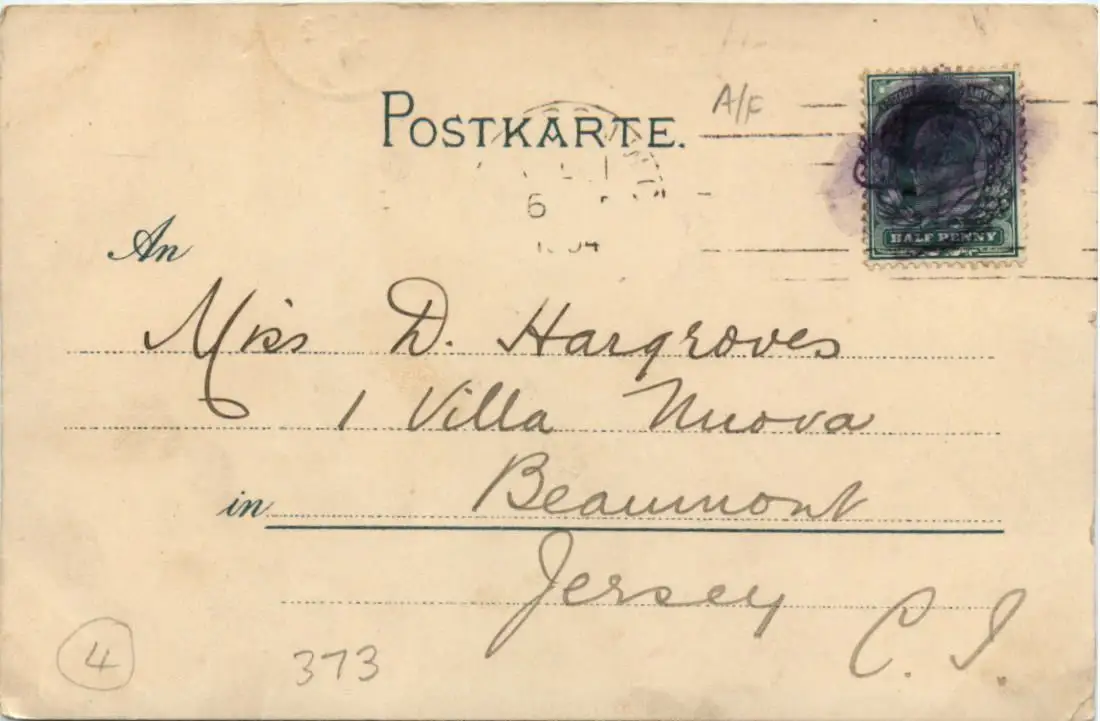 A/F
POSTKARTE.
HALF PENNY
6
An
Miss D. Hargroves
1 Villa Nuova
in Beaumont
Jersey C. I.
4
373